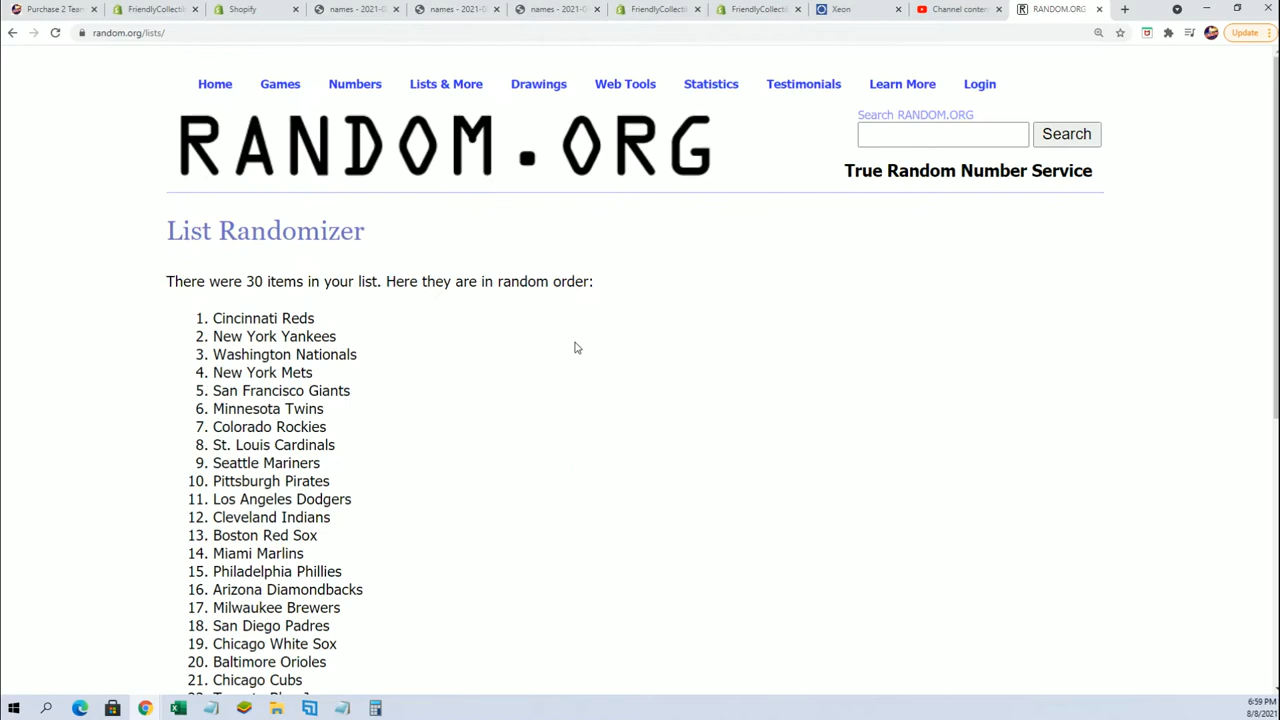 Purchase 2 Team
FriendlyCollecti
Shopify
names - 2021-0
names - 2021-0
names - 2021-0
FriendlyCollecti
FriendlyCollecti
Xeon
Channel conten
RANDOM.ORG
random.org/lists/
Update
Home Games Numbers Lists & More Drawings Web Tools Statistics Testimonials Learn More Login
RANDOM.ORG
Search RANDOM.ORG
Search
True Random Number Service
List Randomizer
There were 30 items in your list. Here they are in random order:
1. Cincinnati Reds
2. New York Yankees
3. Washington Nationals
4. New York Mets
5. San Francisco Giants
6. Minnesota Twins
7. Colorado Rockies
8. St. Louis Cardinals
9. Seattle Mariners
10. Pittsburgh Pirates
11. Los Angeles Dodgers
12. Cleveland Indians
13. Boston Red Sox
14. Miami Marlins
15. Philadelphia Phillies
16. Arizona Diamondbacks
17. Milwaukee Brewers
18. San Diego Padres
19. Chicago White Sox
20. Baltimore Orioles
21. Chicago Cubs
6:59 PM
8/8/2021